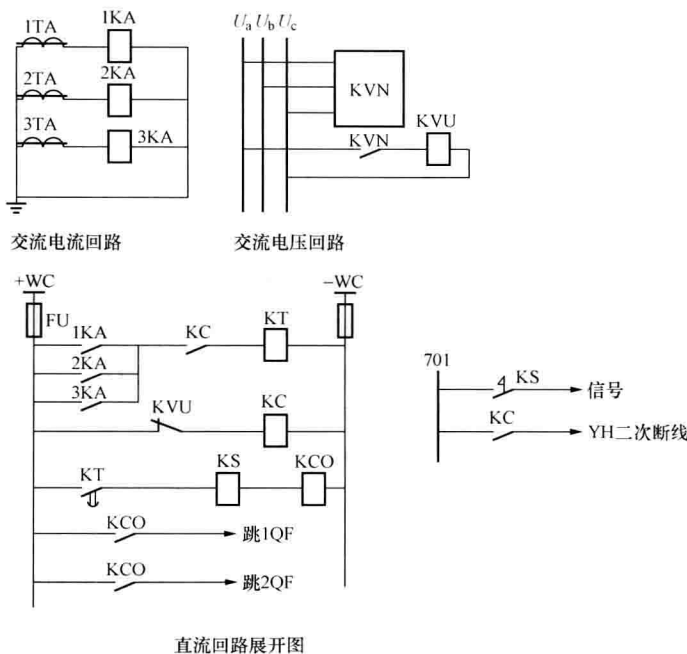 1TA 1KA
2TA 2KA
3TA 3KA
交流电流回路
Ua Ub Uc
KVN
KVN KVU
交流电压回路
+WC −WC
FU
1KA KC KT
2KA
3KA
KVU KC
KT KS KCO
KCO 跳1QF
KCO 跳2QF
直流回路展开图
701
KS 信号
KC YH二次断线